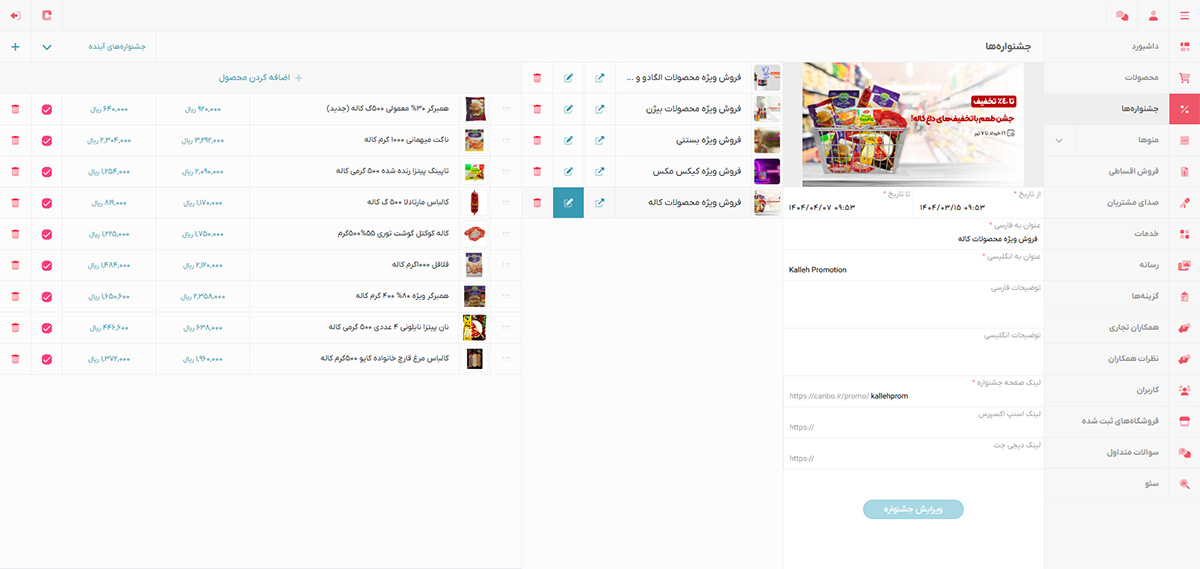 جشنواره‌ها
جشنواره‌های آینده
داشبورد
محصولات
جشنواره‌ها
منوها
فروش اقساطی
صدای مشتریان
خدمات
رسانه
گزینه‌ها
همکاران تجاری
نظرات همکاران
کاربران
فروشگاه‌های ثبت شده
سوالات متداول
سئو
تا ٤٠٪ تخفیف
جشن طعم با تخفیف‌های داغ کاله!
۱۶ خرداد تا ۷ تیر
از تاریخ *
۱۴۰۴/۰۳/۱۵ ۰۹:۵۳
تا تاریخ *
۱۴۰۴/۰۴/۰۷ ۰۹:۵۳
عنوان به فارسی *
فروش ویژه محصولات کاله
عنوان به انگلیسی *
Kalleh Promotion
توضیحات فارسی
توضیحات انگلیسی
لینک صفحه جشنواره *
https://caribo.ir/promo/ kallehprom
لینک اسنپ اکسپرس
https://
لینک دیجی جت
https://
ویرایش جشنواره
فروش ویژه محصولات الگادو و ...
فروش ویژه محصولات بیژن
فروش ویژه بستنی
فروش ویژه کیکس مکس
فروش ویژه محصولات کاله
+ اضافه کردن محصول
همبرگر ۳۰% معمولی ۵۰۰گ کاله (جدید) ۹۲۰,۰۰۰ ریال ۶۴۰,۰۰۰ ریال
ناگت میهمانی ۱۰۰۰ گرم کاله ۳,۲۹۲,۰۰۰ ریال ۲,۳۰۴,۰۰۰ ریال
تاپینگ پیتزا رنده شده ۵۰۰ گرمی کاله ۲,۰۹۰,۰۰۰ ریال ۱,۲۵۴,۰۰۰ ریال
کالباس مارتادلا ۵۰۰ گ کاله ۱,۱۷۰,۰۰۰ ریال ۸۱۹,۰۰۰ ریال
کاله کوکتل گوشت توری ۵۵%۵۰۰گرم ۱,۷۵۰,۰۰۰ ریال ۱,۲۲۵,۰۰۰ ریال
فلافل ۱۰۰۰گرم کاله ۲,۱۲۰,۰۰۰ ریال ۱,۴۸۴,۰۰۰ ریال
همبرگر ویژه ۸۰% ۴۰۰ گرم کاله ۲,۳۵۸,۰۰۰ ریال ۱,۶۵۰,۶۰۰ ریال
نان پیتزا ناپلونی ۴ عددی ۵۰۰ گرمی کاله ۶۳۸,۰۰۰ ریال ۴۴۶,۶۰۰ ریال
کالباس مرغ قارچ خانواده کاپو ۵۰۰گرم کاله ۱,۹۶۰,۰۰۰ ریال ۱,۳۷۲,۰۰۰ ریال